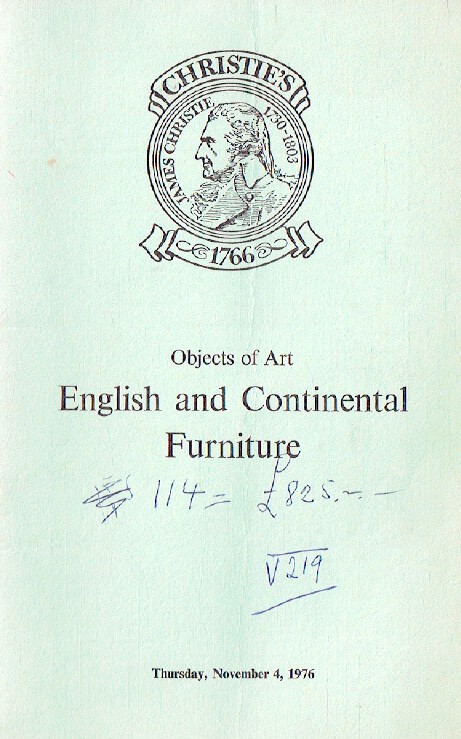 CHRISTIE'S
JAMES CHRISTIE 1730-1803
1766
Objects of Art
English and Continental
Furniture
114 = £825.~.-
V219
Thursday, November 4, 1976